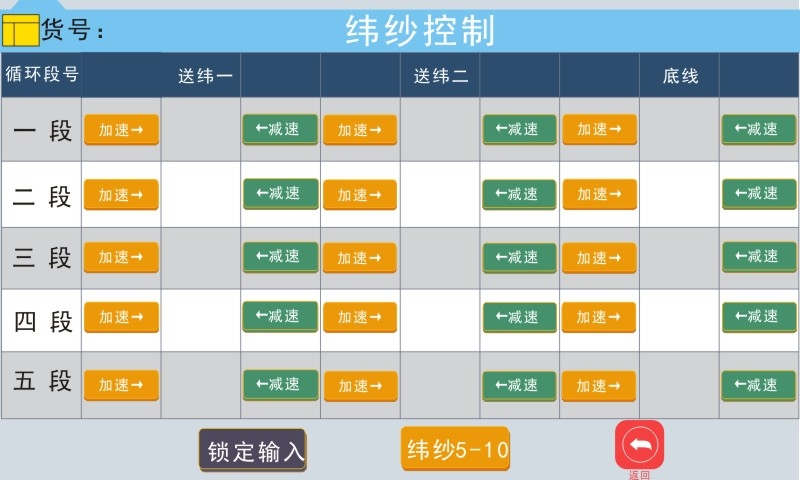 货号： 纬纱控制
循环段号 送纬一 送纬二 底线
一 段 加速→ ←减速 加速→ ←减速 加速→ ←减速
二 段 加速→ ←减速 加速→ ←减速 加速→ ←减速
三 段 加速→ ←减速 加速→ ←减速 加速→ ←减速
四 段 加速→ ←减速 加速→ ←减速 加速→ ←减速
五 段 加速→ ←减速 加速→ ←减速 加速→ ←减速
锁定输入 纬纱5-10 返回